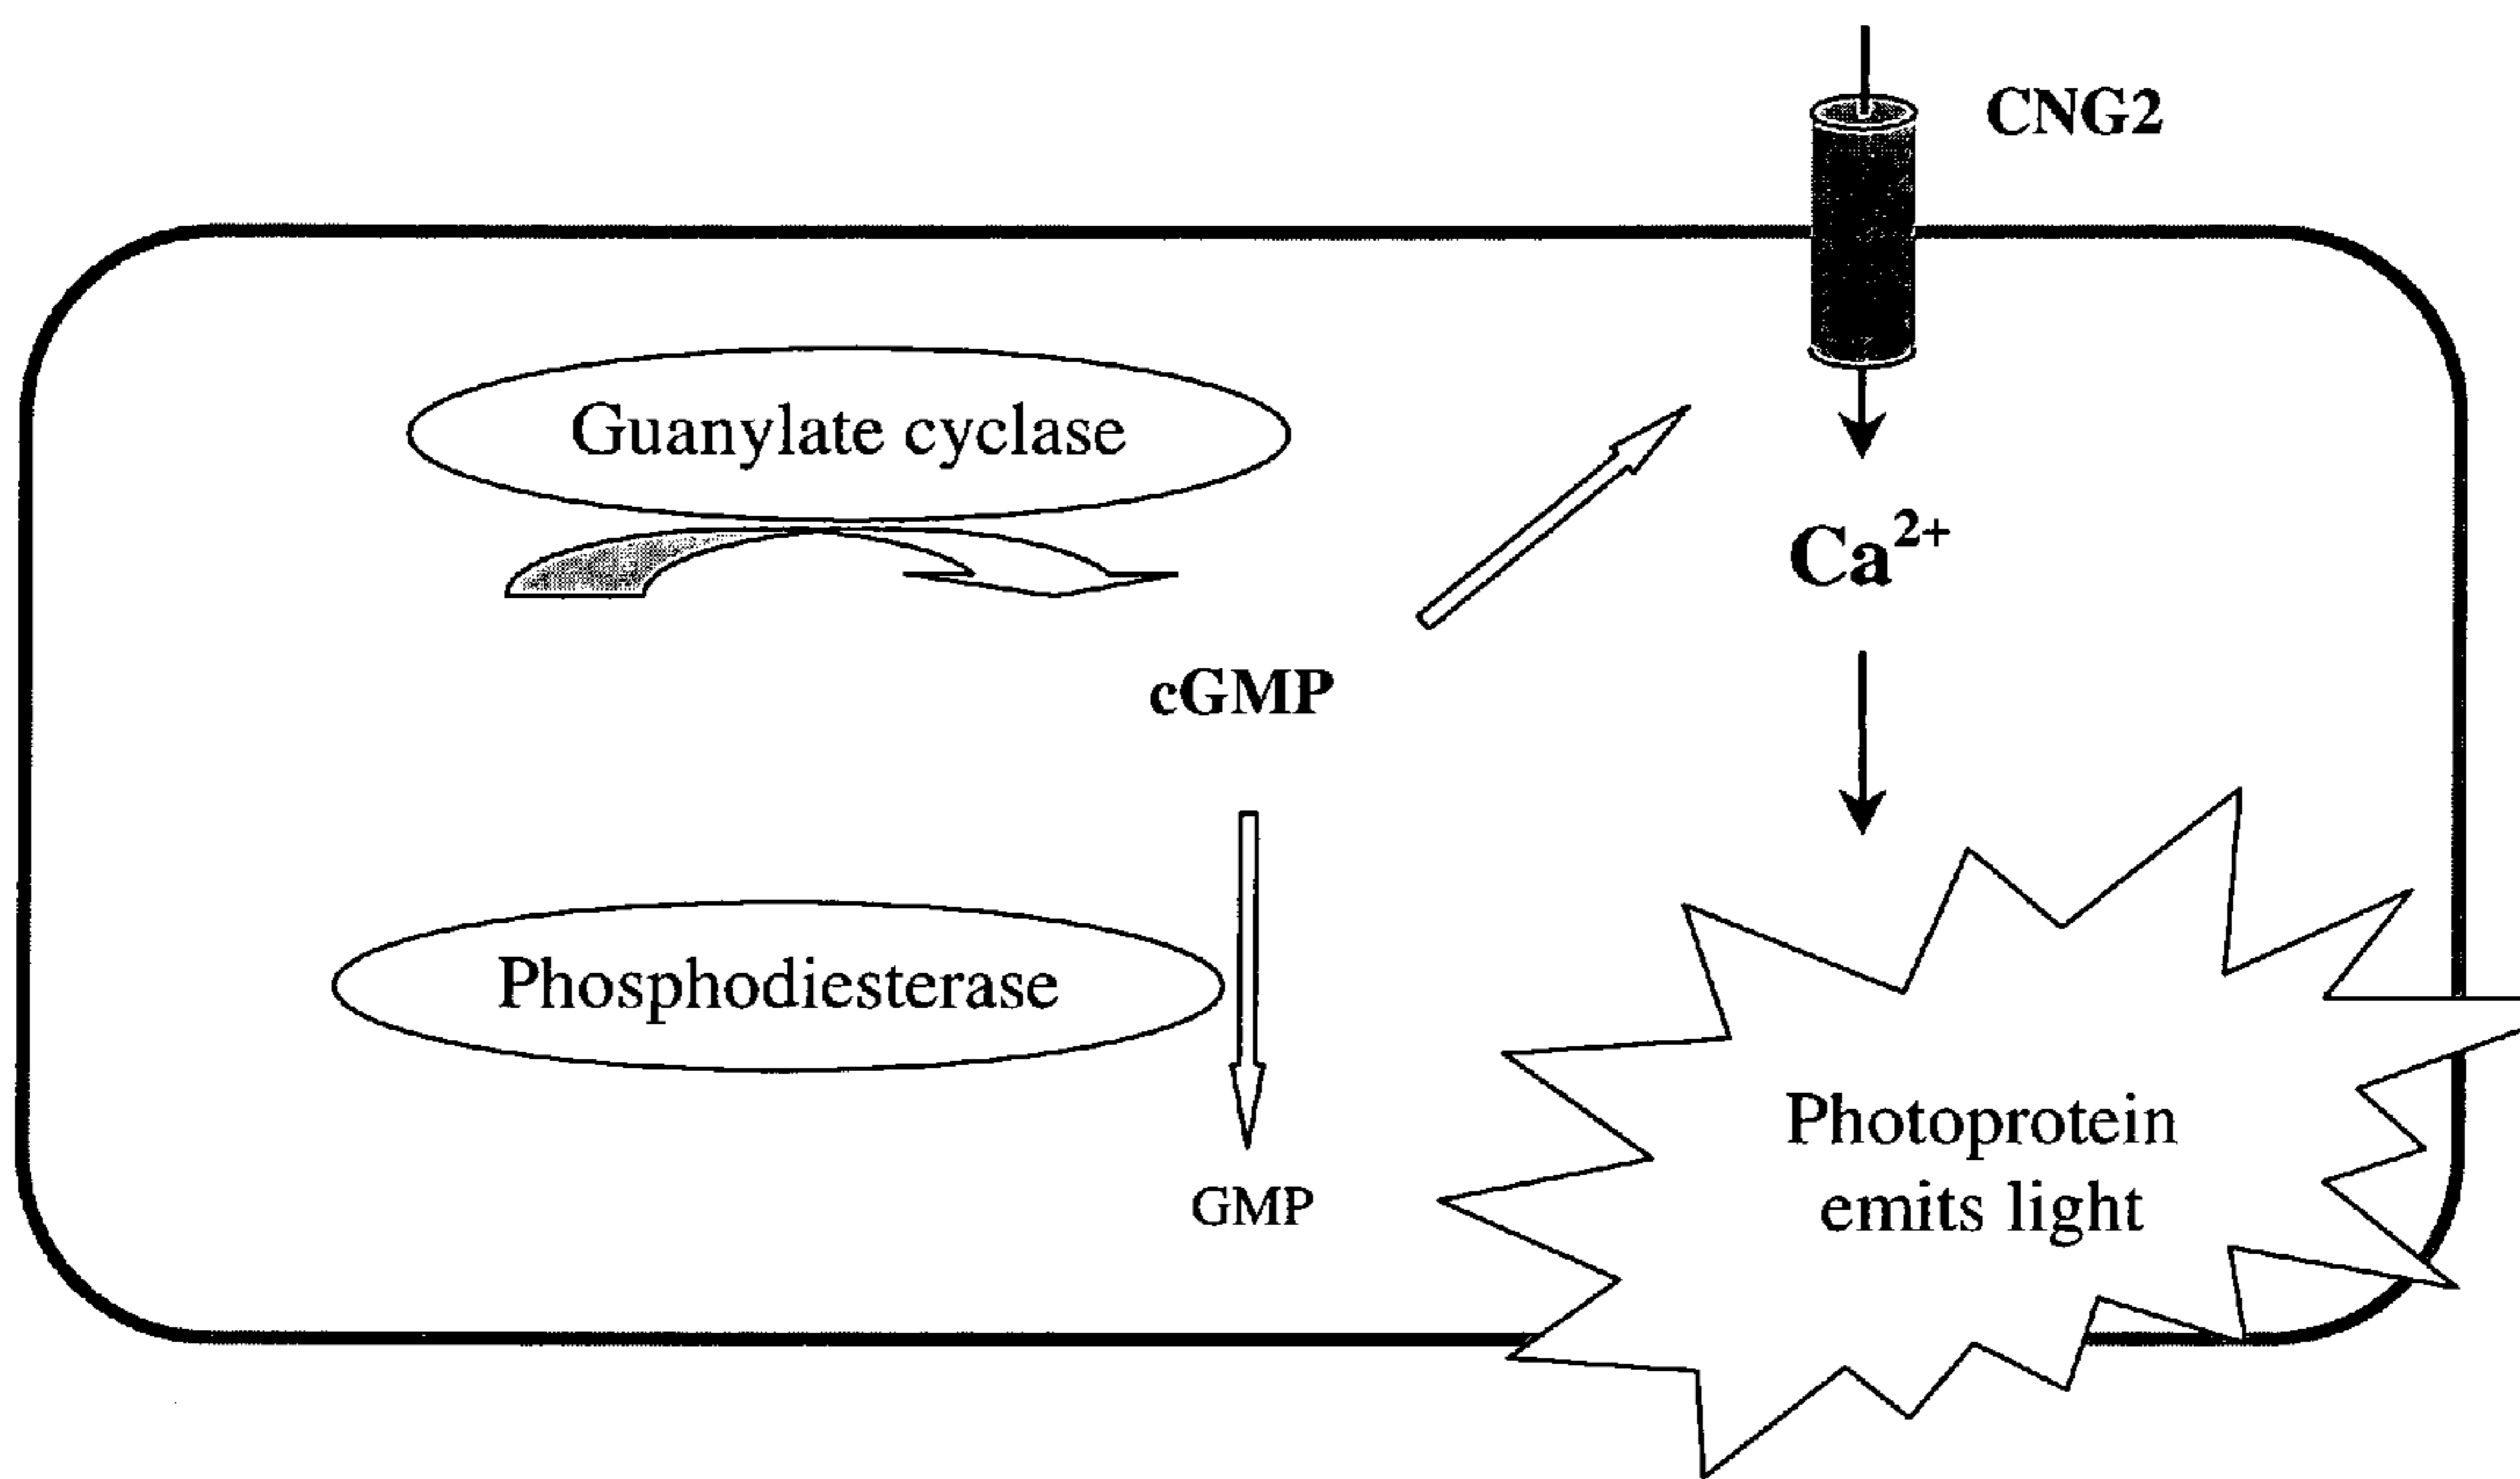 CNG2
Guanylate cyclase
Ca²⁺
cGMP
Phosphodiesterase
GMP
Photoprotein
emits light